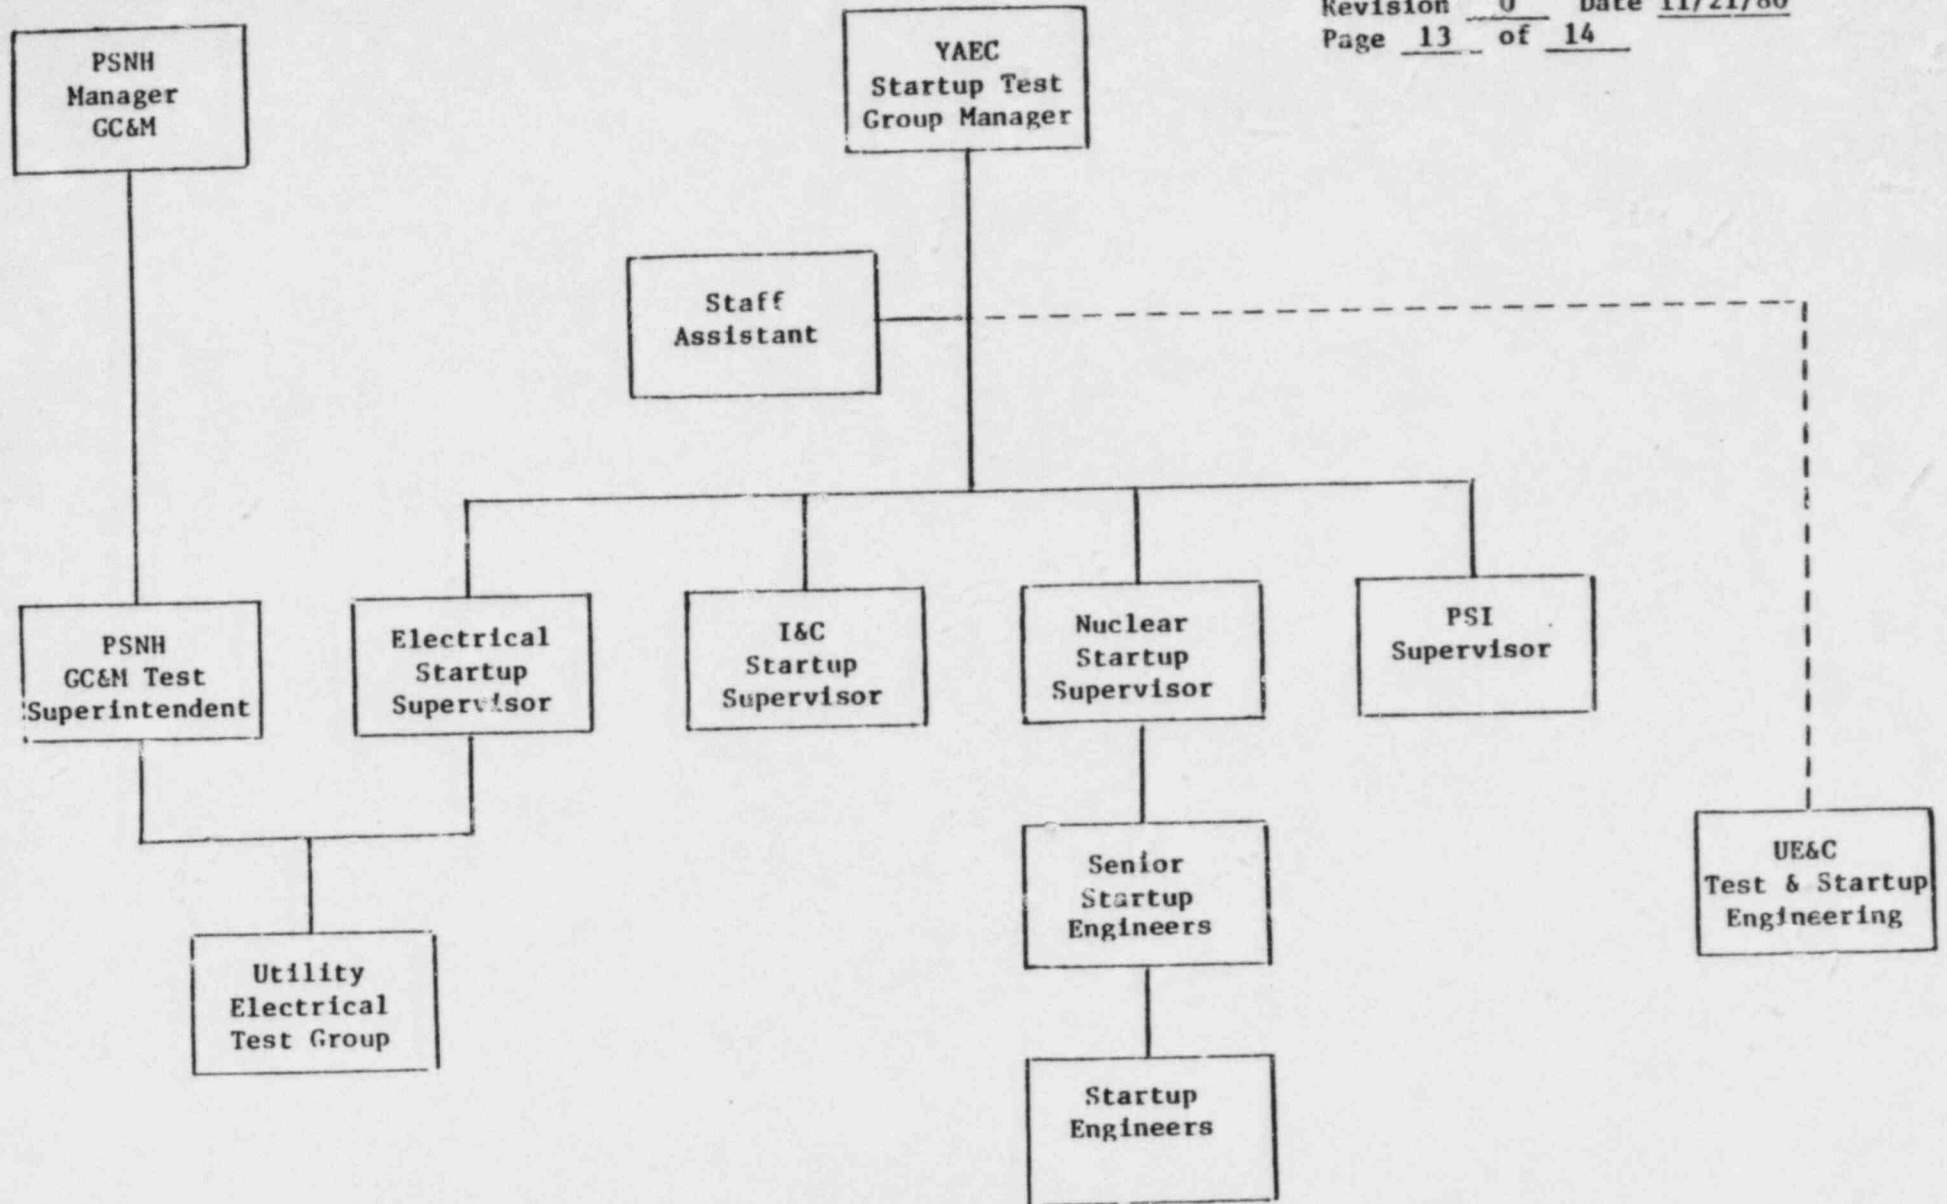 Revision 0 Date 11/21/80
Page 13 of 14
PSNH
Manager
GC&M
YAEC
Startup Test
Group Manager
Staff
Assistant
PSNH
GC&M Test
Superintendent
Electrical
Startup
Supervisor
I&C
Startup
Supervisor
Nuclear
Startup
Supervisor
PSI
Supervisor
Senior
Startup
Engineers
UE&C
Test & Startup
Engineering
Utility
Electrical
Test Group
Startup
Engineers